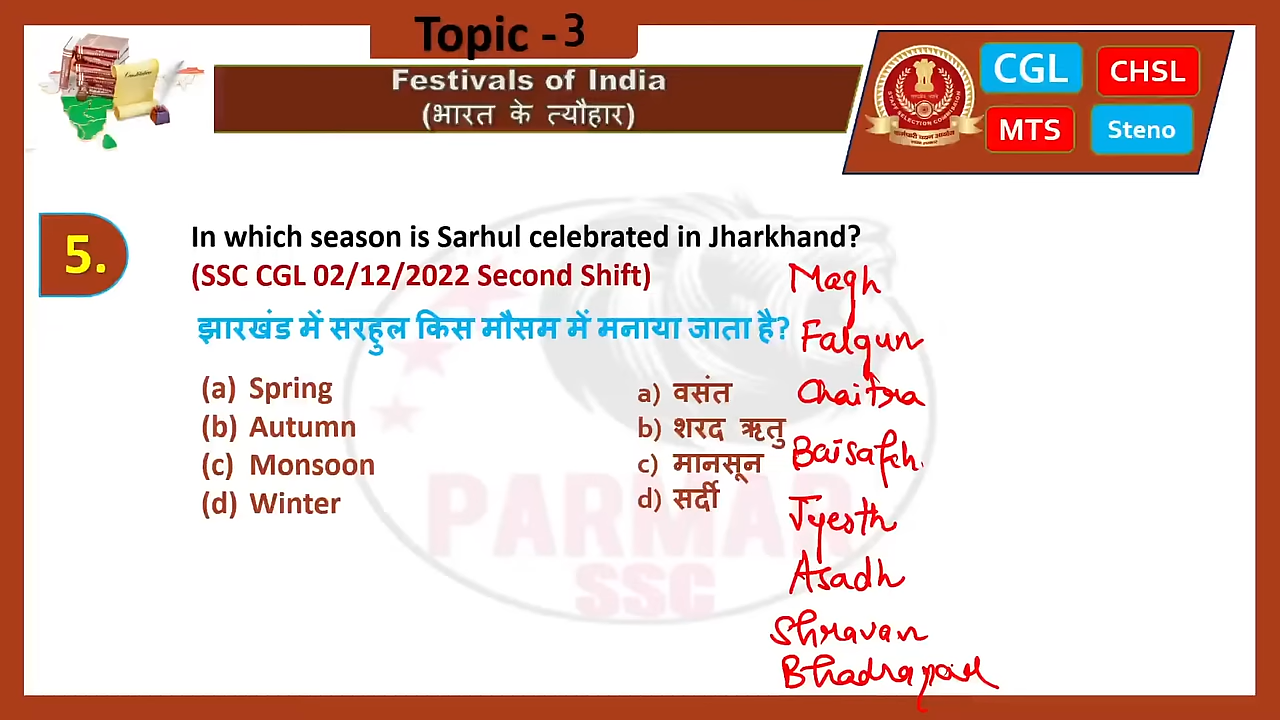 Topic -3
Festivals of India
(भारत के त्यौहार)
CGL
CHSL
MTS
Steno
5.
In which season is Sarhul celebrated in Jharkhand?
(SSC CGL 02/12/2022 Second Shift)
झारखंड में सरहुल किस मौसम में मनाया जाता है?
(a) Spring
(b) Autumn
(c) Monsoon
(d) Winter
a) वसंत
b) शरद ऋतु
c) मानसून
d) सर्दी
Magh
Falgun
Chaitra
Baisakh.
Jyesth
Asadh
Shravan
Bhadrapad
PARMAR
SSC